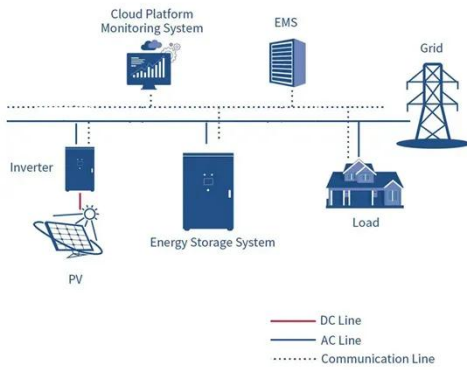 Cloud Platform
Monitoring System
EMS
Grid
Inverter
Energy Storage System
Load
PV
DC Line
AC Line
Communication Line